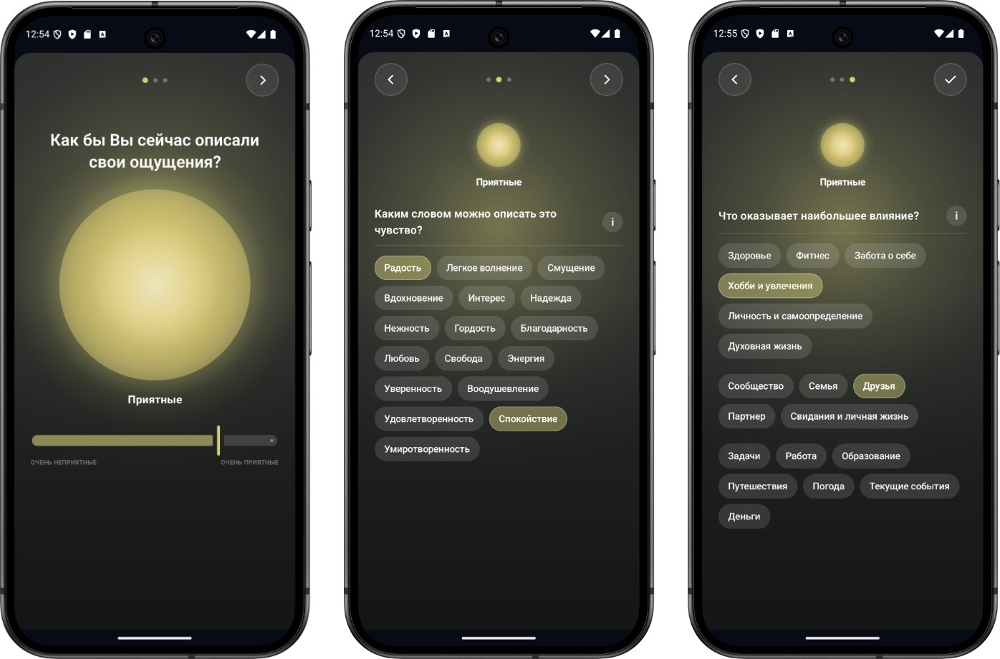 12:54
Как бы Вы сейчас описали
свои ощущения?
Приятные
ОЧЕНЬ НЕПРИЯТНЫЕ ОЧЕНЬ ПРИЯТНЫЕ
12:54
Приятные
Каким словом можно описать это
чувство?
i
Радость Легкое волнение Смущение
Вдохновение Интерес Надежда
Нежность Гордость Благодарность
Любовь Свобода Энергия
Уверенность Воодушевление
Удовлетворенность Спокойствие
Умиротворенность
12:55
Приятные
Что оказывает наибольшее влияние? i
Здоровье Фитнес Забота о себе
Хобби и увлечения
Личность и самоопределение
Духовная жизнь
Сообщество Семья Друзья
Партнер Свидания и личная жизнь
Задачи Работа Образование
Путешествия Погода Текущие события
Деньги